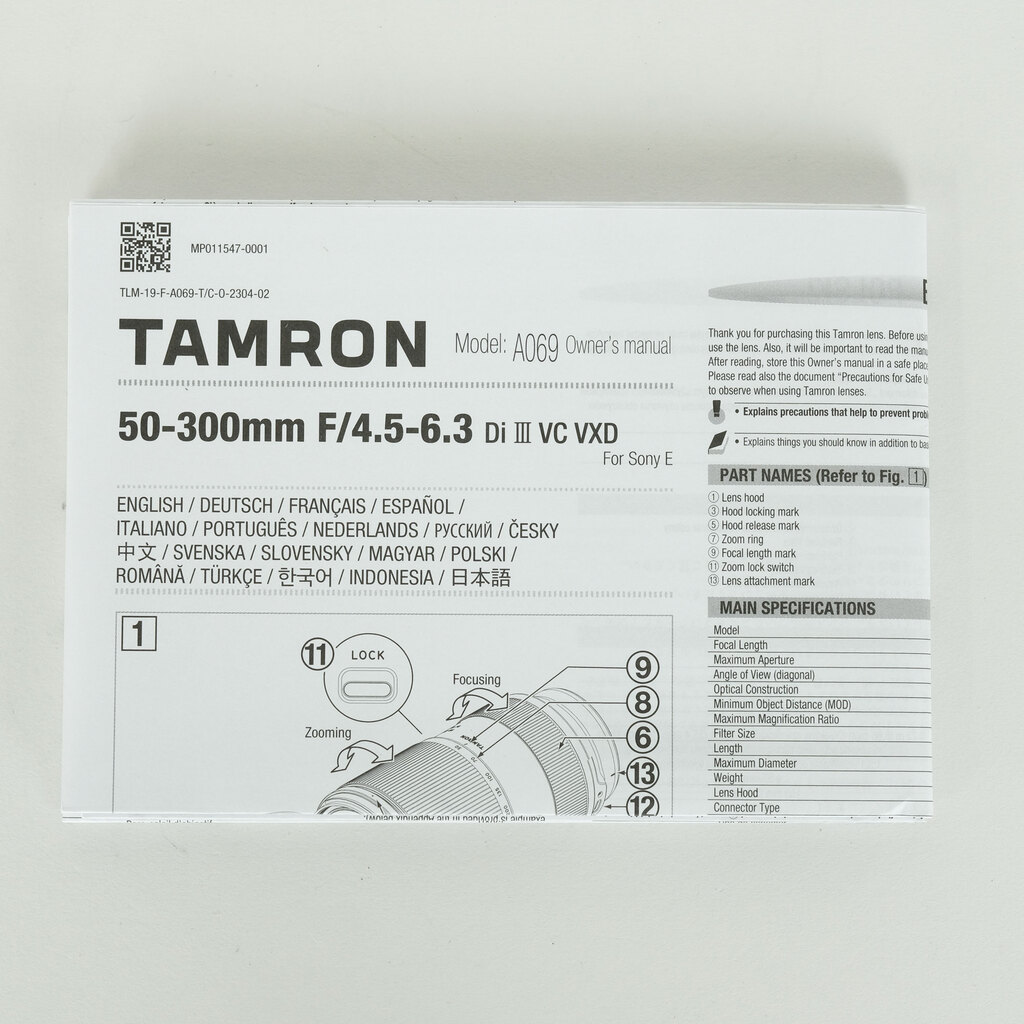 MP011547-0001
TLM-19-F-A069-T/C-O-2304-02
TAMRON Model: A069 Owner's manual
50-300mm F/4.5-6.3 Di III VC VXD
For Sony E
ENGLISH / DEUTSCH / FRANÇAIS / ESPAÑOL /
ITALIANO / PORTUGUÊS / NEDERLANDS / РУССКИЙ / ČESKY
中文 / SVENSKA / SLOVENSKY / MAGYAR / POLSKI /
ROMÂNĂ / TÜRKÇE / 한국어 / INDONESIA / 日本語
1
11
LOCK
Focusing
Zooming
9
8
6
13
12
TAMRON
example is provided in the Appendix below).
Thank you for purchasing this Tamron lens. Before
use the lens. Also, it will be important to read the
After reading, store this Owner's manual in a safe
Please read also the document "Precautions for Safe
to observe when using Tamron lenses.
• Explains precautions that help to prevent
• Explains things you should know in addition to
PART NAMES (Refer to Fig. 1)
① Lens hood
③ Hood locking mark
⑤ Hood release mark
⑦ Zoom ring
⑨ Focal length mark
⑪ Zoom lock switch
⑬ Lens attachment mark
MAIN SPECIFICATIONS
Model
Focal Length
Maximum Aperture
Angle of View (diagonal)
Optical Construction
Minimum Object Distance (MOD)
Maximum Magnification Ratio
Filter Size
Length
Maximum Diameter
Weight
Lens Hood
Connector Type